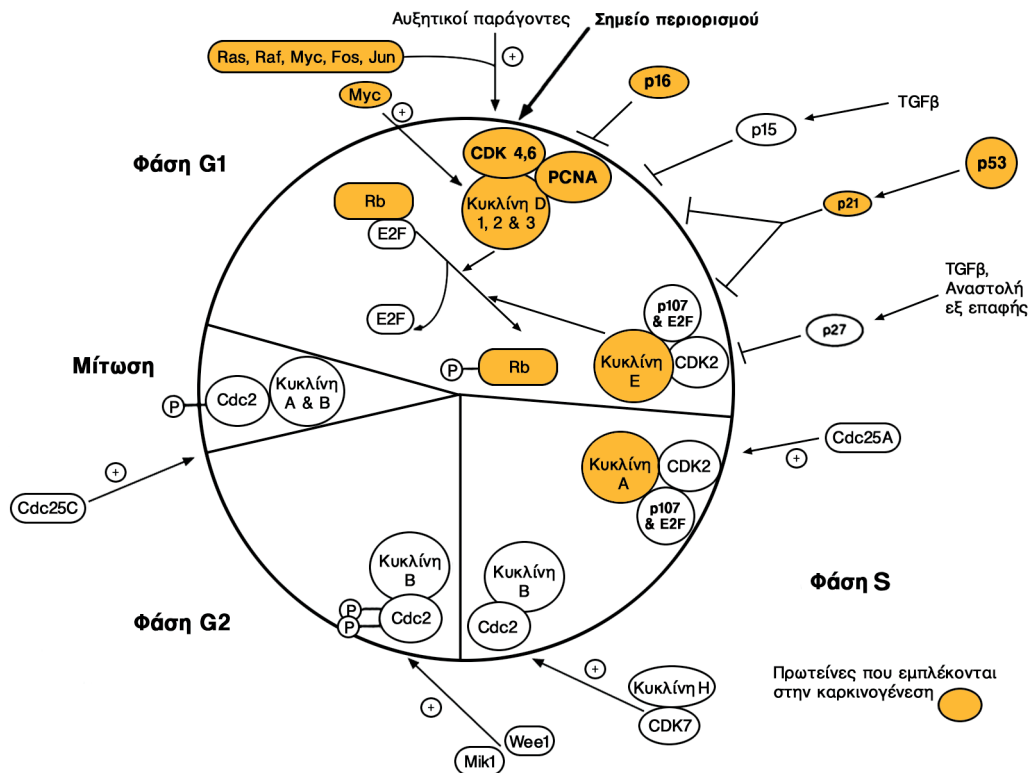 Αυξητικοί παράγοντες
Σημείο περιορισμού
Ras, Raf, Myc, Fos, Jun
+
Myc
+
p16
TGFβ
p15
p53
p21
Φάση G1
CDK 4,6
PCNA
Κυκλίνη D
1, 2 & 3
Rb
E2F
E2F
P
Rb
TGFβ,
Αναστολή
εξ επαφής
p27
p107
& E2F
CDK2
Κυκλίνη
E
Μίτωση
P
Cdc2
Κυκλίνη
A & B
+
Cdc25C
Κυκλίνη
A
CDK2
p107
& E2F
Cdc25A
+
Κυκλίνη
B
Cdc2
P
P
Κυκλίνη
B
Cdc2
Φάση G2
Φάση S
+
Κυκλίνη H
CDK7
+
Wee1
Mik1
Πρωτείνες που εμπλέκονται
στην καρκινογένεση